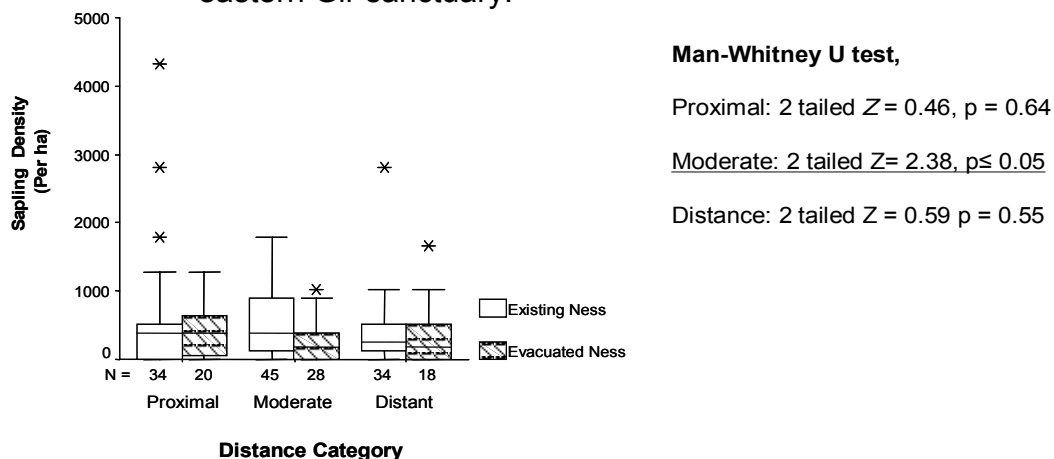 eastern Gir sanctuary.
5000
4000
3000
2000
1000
0
Sapling Density
(Per ha)
N = 34 20 45 28 34 18
Proximal Moderate Distant
Distance Category
Existing Ness
Evacuated Ness
Man-Whitney U test,
Proximal: 2 tailed Z = 0.46, p = 0.64
Moderate: 2 tailed Z= 2.38, p≤ 0.05
Distance: 2 tailed Z = 0.59 p = 0.55